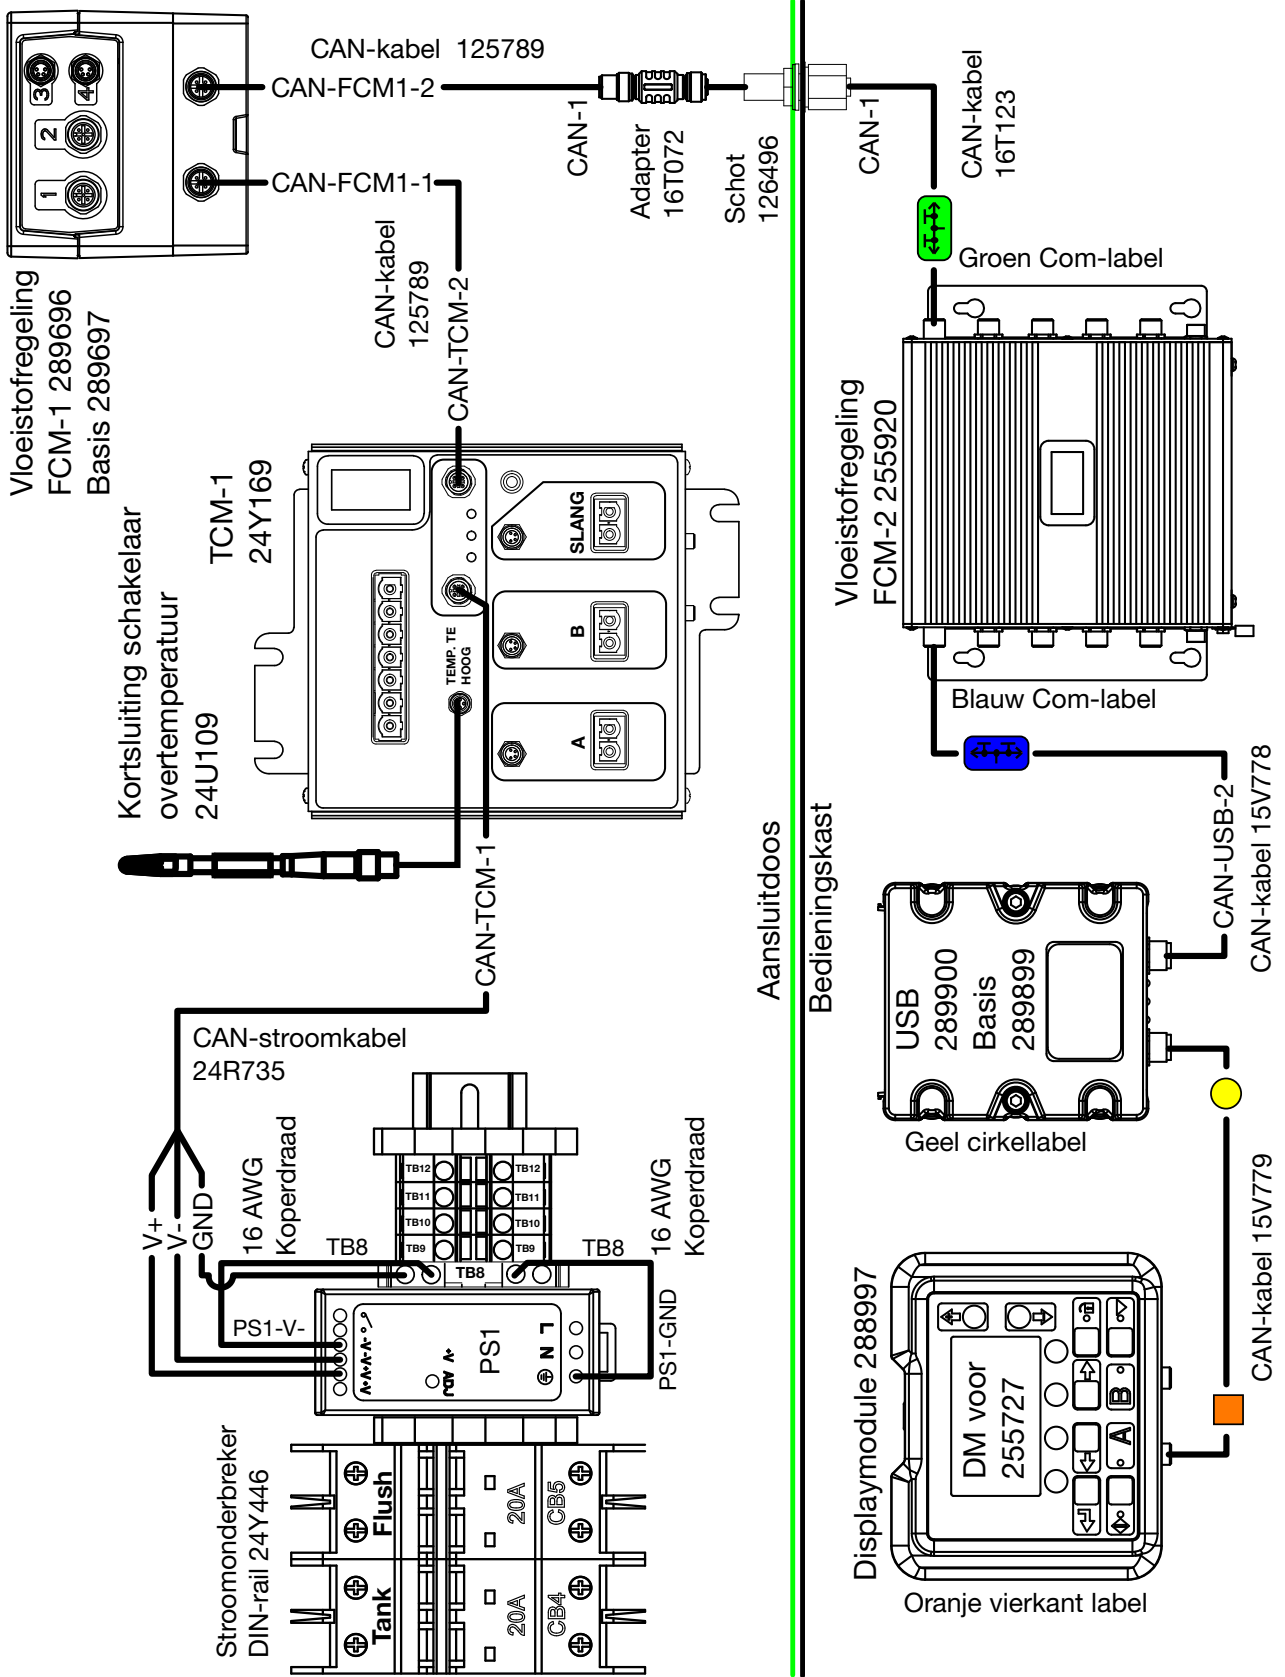 Vloeistofregeling
FCM-1 289696
Basis 289697
1
2
3
4
CAN-kabel 125789
CAN-FCM1-2
CAN-FCM1-1
CAN-1
Adapter
16T072
Schot
126496
CAN-1
CAN-kabel
16T123
Groen Com-label
CAN-kabel
125789
CAN-TCM-2
TCM-1
24Y169
Kortsluiting schakelaar
overtemperatuur
24U109
TEMP. TE
HOOG
SLANG
B
A
CAN-TCM-1
Vloeistofregeling
FCM-2 255920
Blauw Com-label
Aansluitdoos
Bedieningskast
CAN-USB-2
CAN-kabel 15V778
USB
289900
Basis
289899
Geel cirkellabel
CAN-stroomkabel
24R735
V+
V-
GND
16 AWG
Koperdraad
TB8
TB12
TB12
TB11
TB11
TB10
TB10
TB9
TB9
TB8
TB8
16 AWG
Koperdraad
PS1-V-
PS1-GND
V+V+V-V-
V+ ADJ
PS1
N L
Stroomonderbreker
DIN-rail 24Y446
Flush
20A
CB5
Tank
20A
CB4
Displaymodule 288997
DM voor
255727
A
B
Oranje vierkant label
CAN-kabel 15V779